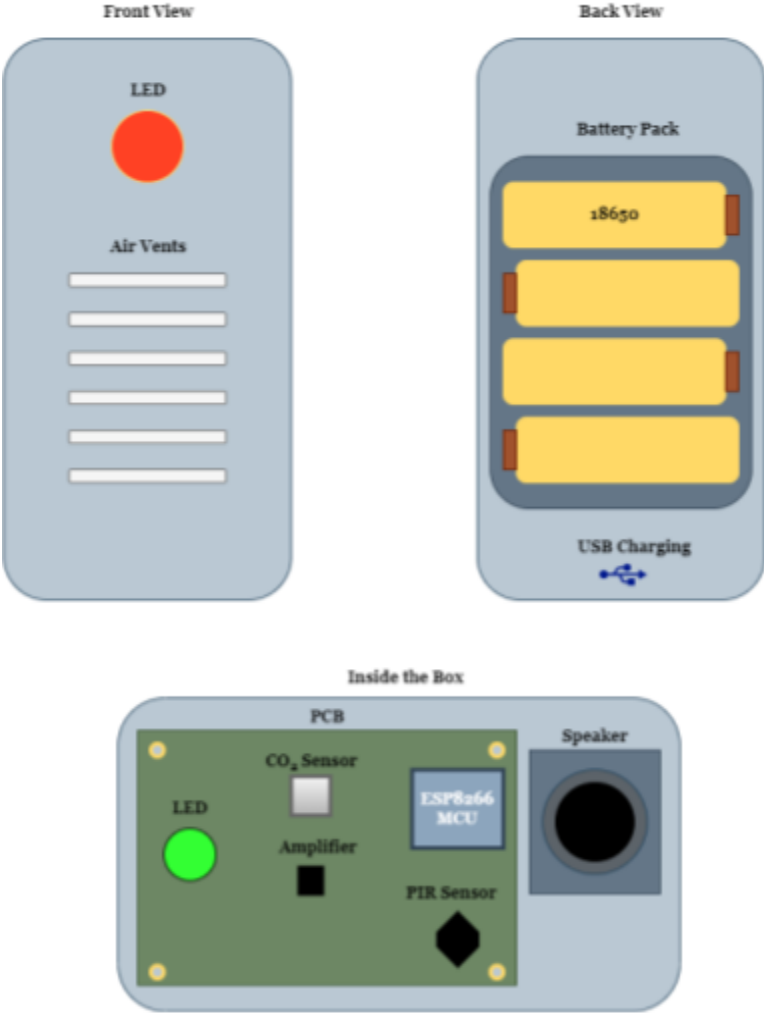 Front View
LED
Air Vents
Back View
Battery Pack
18650
USB Charging
Inside the Box
PCB
CO₂ Sensor
LED
Amplifier
ESP8266
MCU
PIR Sensor
Speaker